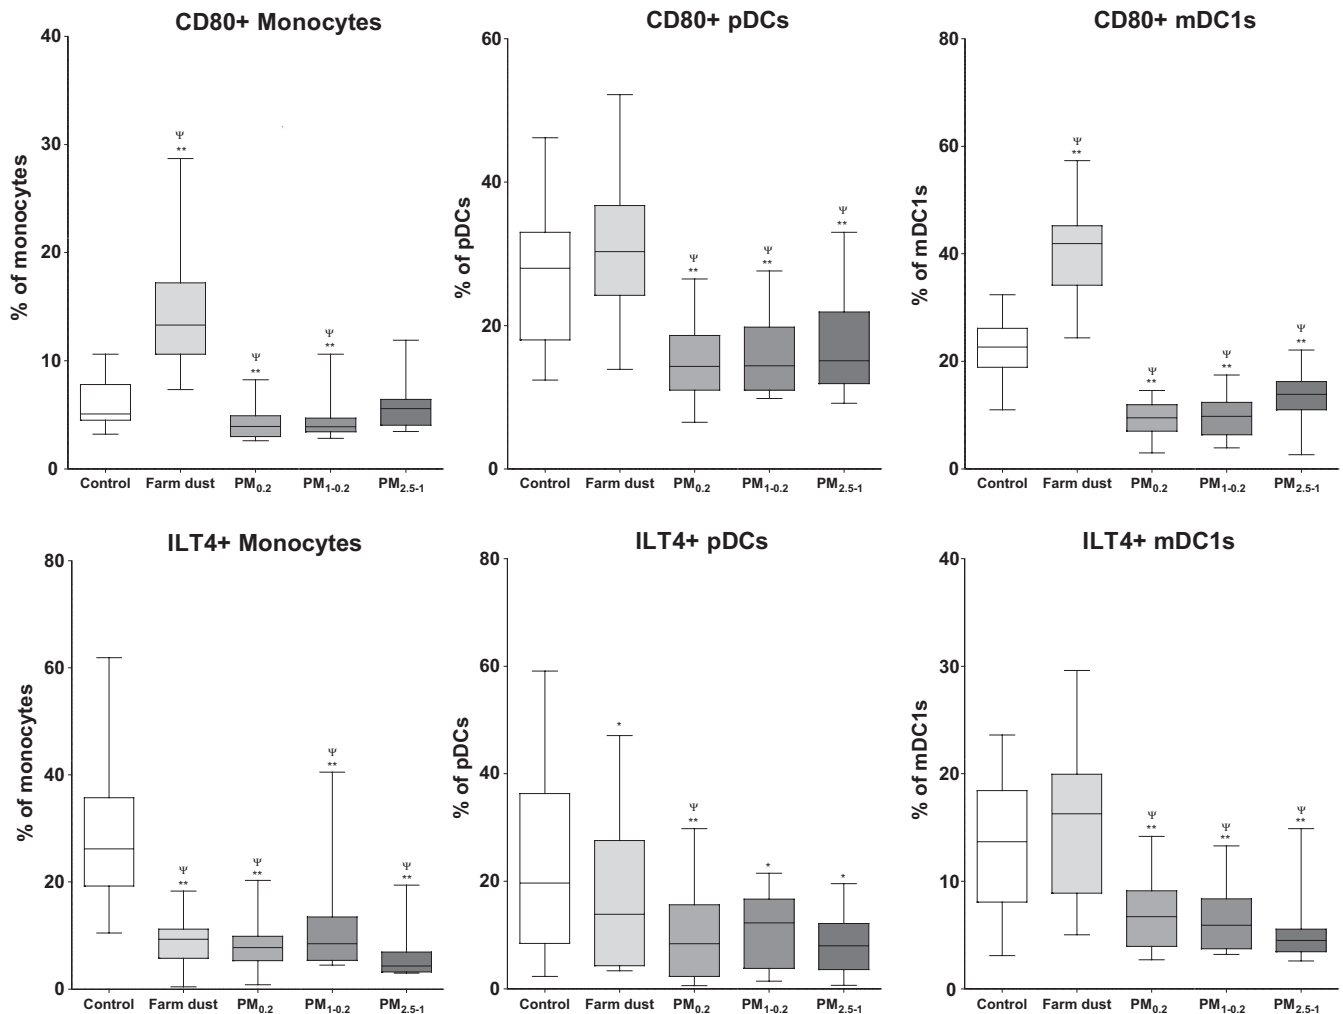 CD80+ Monocytes
% of monocytes
40
30
20
10
0
Ψ
**
Ψ
**
Ψ
**
Control Farm dust PM0.2 PM1-0.2 PM2.5-1
CD80+ pDCs
% of pDCs
60
40
20
0
Ψ
**
Ψ
**
Ψ
**
Control Farm dust PM0.2 PM1-0.2 PM2.5-1
CD80+ mDC1s
% of mDC1s
80
60
40
20
0
Ψ
**
Ψ
**
Ψ
**
Ψ
**
Control Farm dust PM0.2 PM1-0.2 PM2.5-1
ILT4+ Monocytes
% of monocytes
80
60
40
20
0
Ψ
**
Ψ
**
Ψ
**
Ψ
**
Control Farm dust PM0.2 PM1-0.2 PM2.5-1
ILT4+ pDCs
% of pDCs
80
60
40
20
0
*
Ψ
**
*
*
Control Farm dust PM0.2 PM1-0.2 PM2.5-1
ILT4+ mDC1s
% of mDC1s
40
30
20
10
0
Ψ
**
Ψ
**
Ψ
**
Control Farm dust PM0.2 PM1-0.2 PM2.5-1